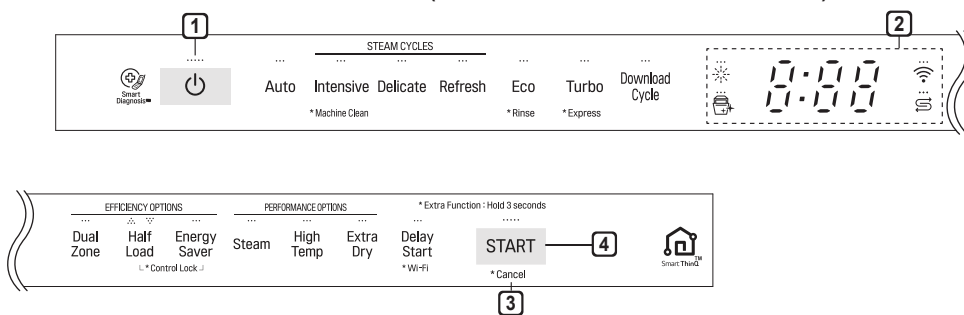 1
2
STEAM CYCLES
Smart
Diagnosis
Auto Intensive Delicate Refresh Eco Turbo Download
Cycle
* Machine Clean * Rinse * Express
8:88
EFFICIENCY OPTIONS PERFORMANCE OPTIONS * Extra Function : Hold 3 seconds
Dual Half Energy Steam High Extra Delay START
Zone Load Saver Temp Dry Start
* Control Lock * Wi-Fi * Cancel
4
Smart ThinQ™
3